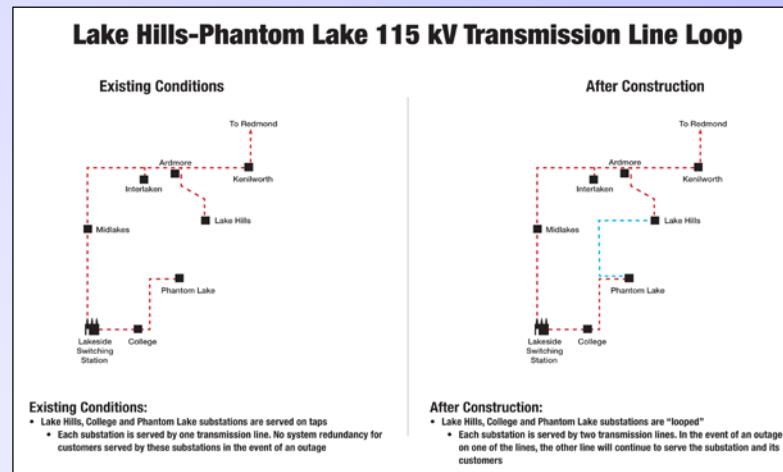 Lake Hills-Phantom Lake 115 kV Transmission Line Loop
Existing Conditions
To Redmond
Ardmore
Interlaken
Kenilworth
Lake Hills
Midlakes
Phantom Lake
Lakeside
Switching
Station
College
Existing Conditions:
• Lake Hills, College and Phantom Lake substations are served on taps
• Each substation is served by one transmission line. No system redundancy for
customers served by these substations in the event of an outage
After Construction
To Redmond
Ardmore
Interlaken
Kenilworth
Lake Hills
Midlakes
Phantom Lake
Lakeside
Switching
Station
College
After Construction:
• Lake Hills, College and Phantom Lake substations are “looped”
• Each substation is served by two transmission lines. In the event of an outage
on one of the lines, the other line will continue to serve the substation and its
customers